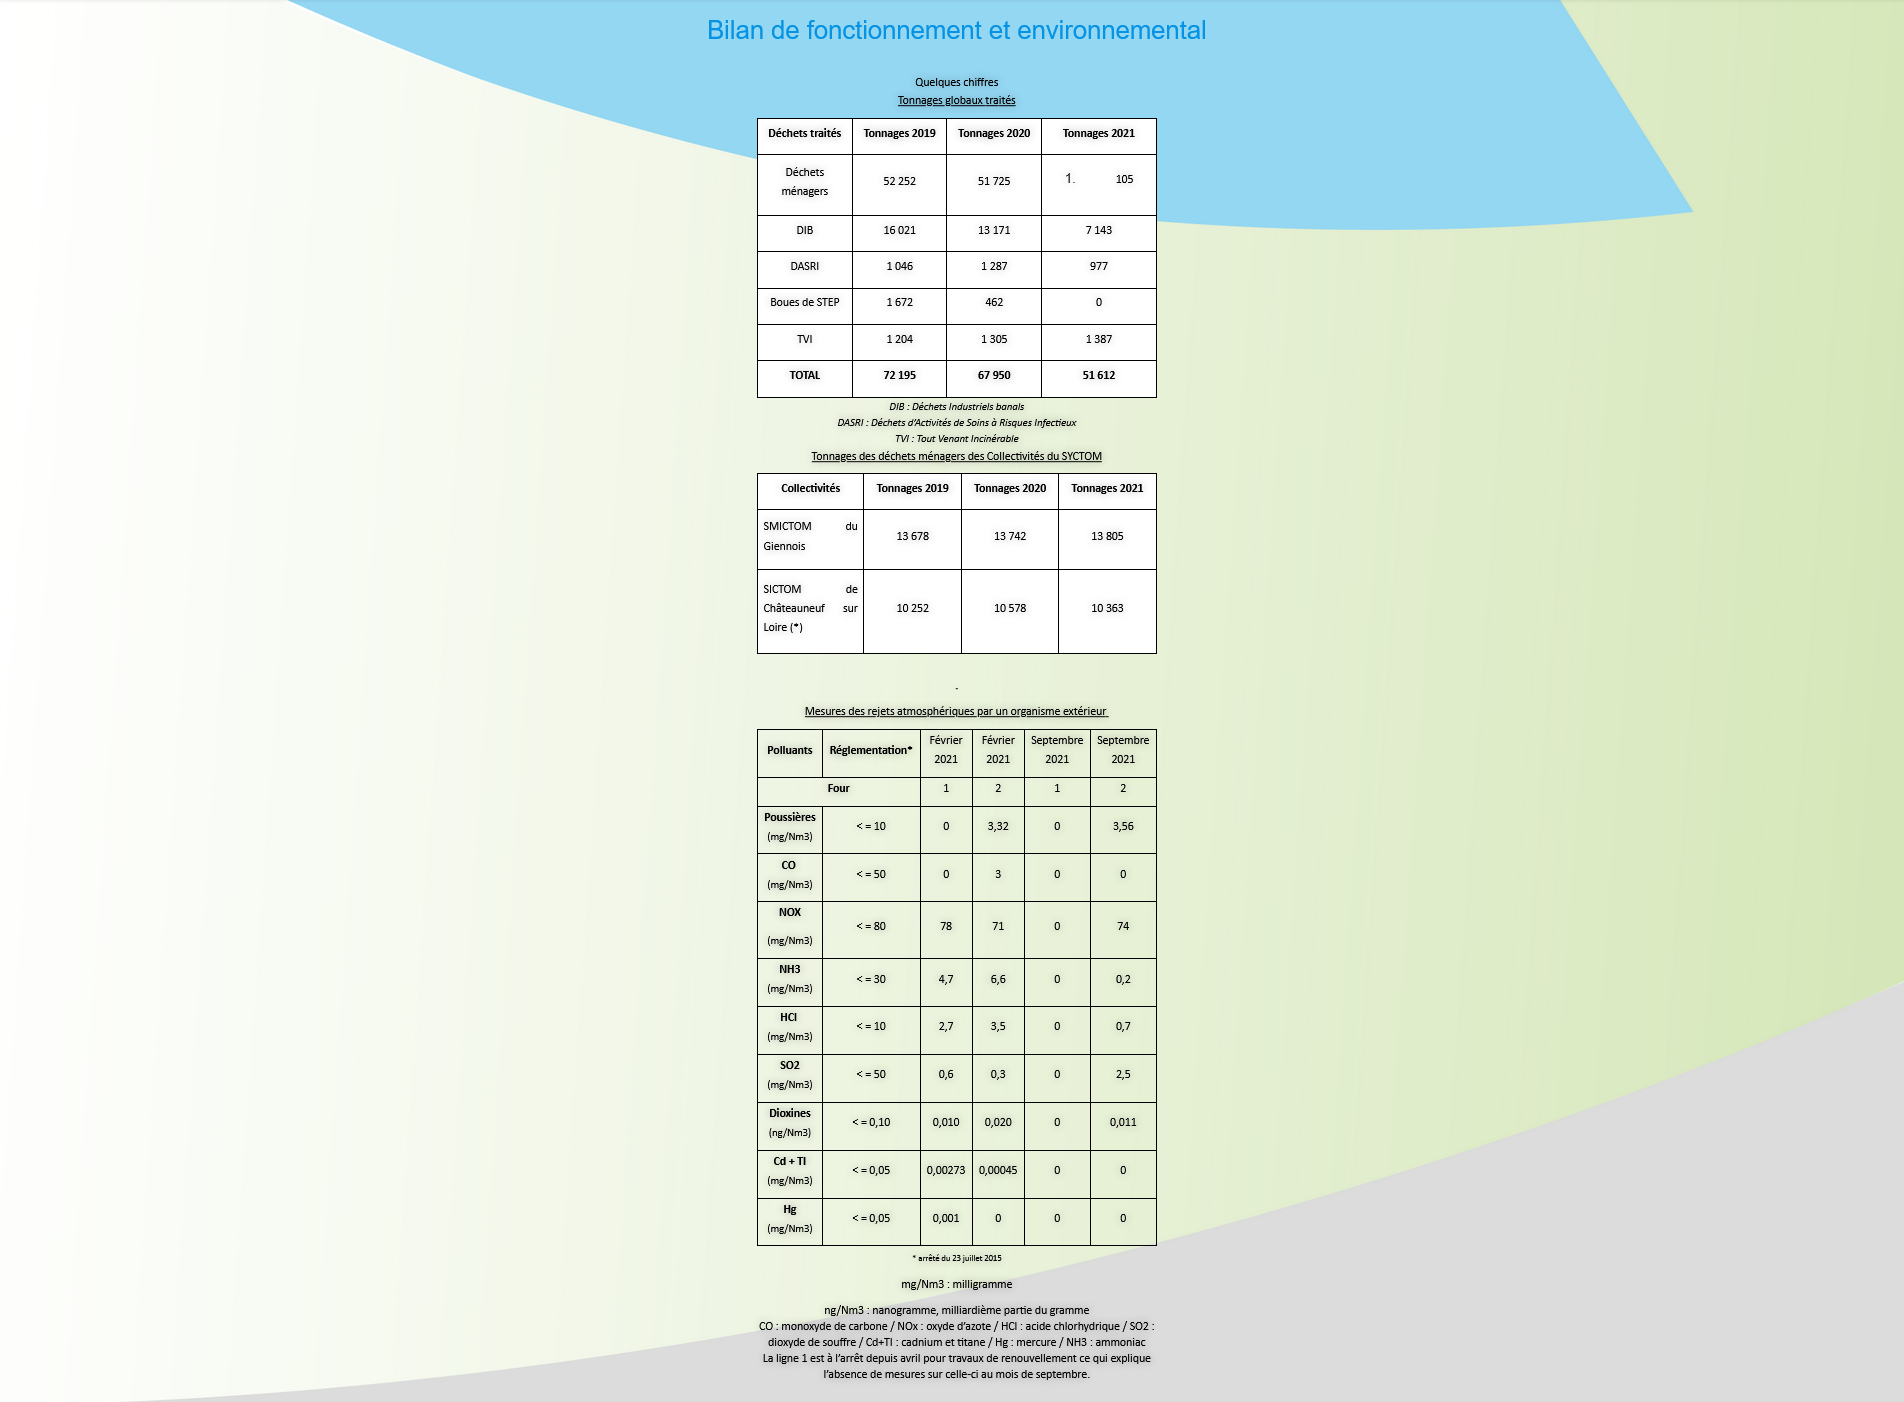 Bilan de fonctionnement et environnemental
Quelques chiffres
Tonnages globaux traités
Déchets traités Tonnages 2019 Tonnages 2020 Tonnages 2021
Déchets ménagers 52 252 51 725 1. 105
DIB 16 021 13 171 7 143
DASRI 1 046 1 287 977
Boues de STEP 1 672 462 0
TVI 1 204 1 305 1 387
TOTAL 72 195 67 950 51 612
DIB : Déchets Industriels banals
DASRI : Déchets d'Activités de Soins à Risques Infectieux
TVI : Tout Venant Incinérable
Tonnages des déchets ménagers des Collectivités du SYCTOM
Collectivités Tonnages 2019 Tonnages 2020 Tonnages 2021
SMICTOM du Giennois 13 678 13 742 13 805
SICTOM de Châteauneuf sur Loire (*) 10 252 10 578 10 363
.
Mesures des rejets atmosphériques par un organisme extérieur
Polluants Réglementation* Février 2021 Février 2021 Septembre 2021 Septembre 2021
Four 1 2 1 2
Poussières (mg/Nm3) < = 10 0 3,32 0 3,56
CO (mg/Nm3) < = 50 0 3 0 0
NOX (mg/Nm3) < = 80 78 71 0 74
NH3 (mg/Nm3) < = 30 4,7 6,6 0 0,2
HCl (mg/Nm3) < = 10 2,7 3,5 0 0,7
SO2 (mg/Nm3) < = 50 0,6 0,3 0 2,5
Dioxines (ng/Nm3) < = 0,10 0,010 0,020 0 0,011
Cd + Tl (mg/Nm3) < = 0,05 0,00273 0,00045 0 0
Hg (mg/Nm3) < = 0,05 0,001 0 0 0
* arrêté du 23 juillet 2015
mg/Nm3 : milligramme
ng/Nm3 : nanogramme, milliardième partie du gramme
CO : monoxyde de carbone / NOx : oxyde d'azote / HCl : acide chlorhydrique / SO2 :
dioxyde de souffre / Cd+Tl : cadnium et titane / Hg : mercure / NH3 : ammoniac
La ligne 1 est à l'arrêt depuis avril pour travaux de renouvellement ce qui explique
l'absence de mesures sur celle-ci au mois de septembre.